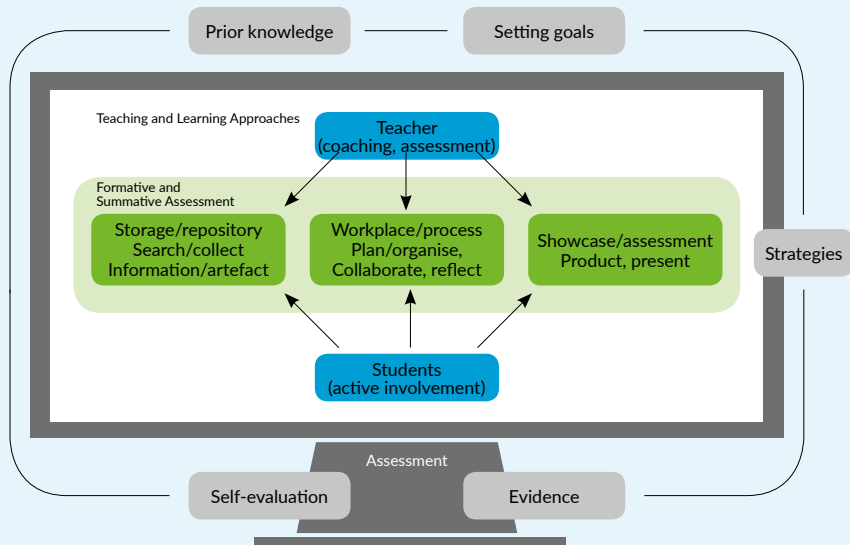 Prior knowledge
Setting goals
Teaching and Learning Approaches
Teacher
(coaching, assessment)
Formative and
Summative Assessment
Storage/repository
Search/collect
Information/artefact
Workplace/process
Plan/organise,
Collaborate, reflect
Showcase/assessment
Product, present
Strategies
Students
(active involvement)
Assessment
Self-evaluation
Evidence